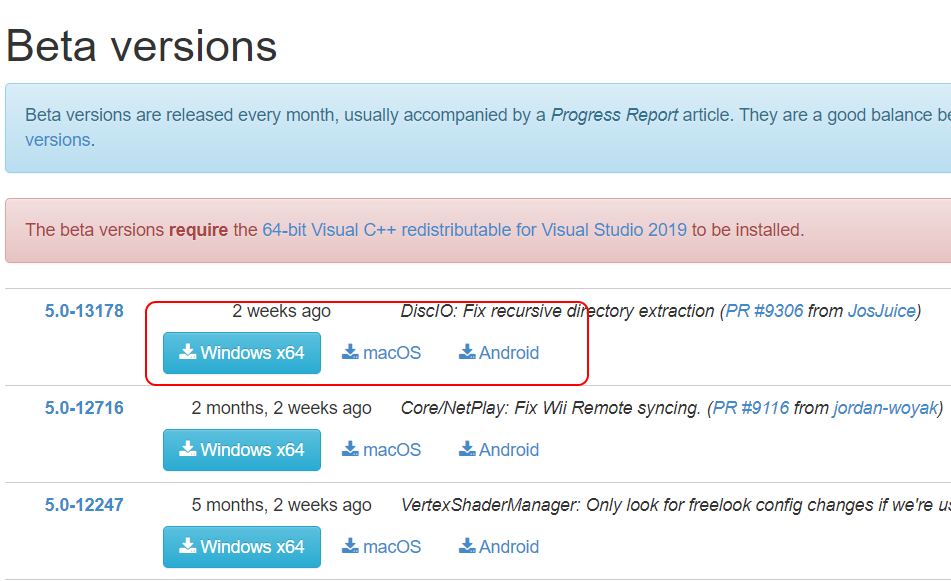 Beta versions
Beta versions are released every month, usually accompanied by a Progress Report article. They are a good balance
versions.
The beta versions require the 64-bit Visual C++ redistributable for Visual Studio 2019 to be installed.
5.0-13178 2 weeks ago DiscIO: Fix recursive directory extraction (PR #9306 from JosJuice)
Windows x64 macOS Android
5.0-12716 2 months, 2 weeks ago Core/NetPlay: Fix Wii Remote syncing. (PR #9116 from jordan-woyak)
Windows x64 macOS Android
5.0-12247 5 months, 2 weeks ago VertexShaderManager: Only look for freelook config changes if we're
Windows x64 macOS Android